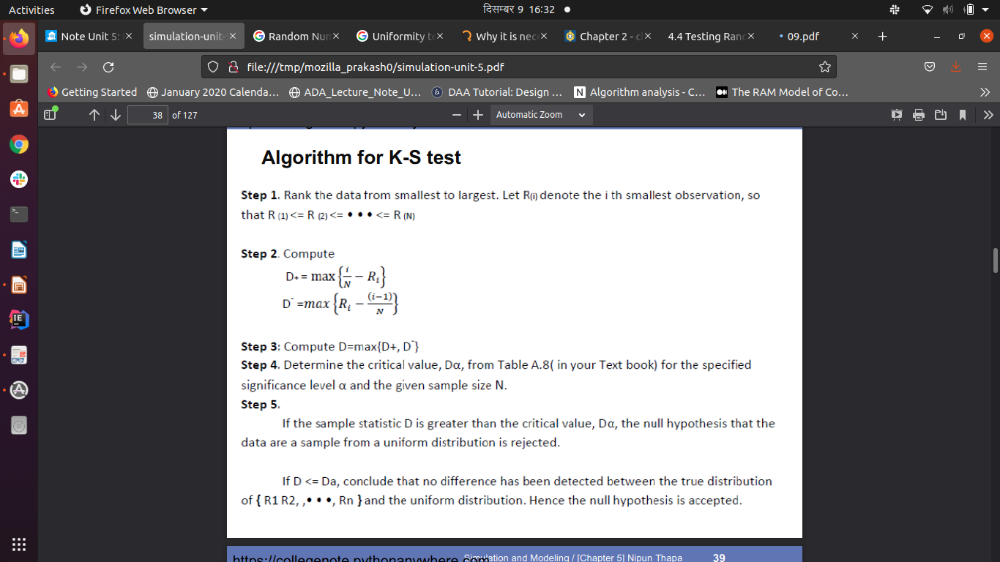 Activities
Firefox Web Browser
दिसम्बर 9 16:32
Note Unit 5:
simulation-unit-
Random Num
Uniformity te
Why it is nec
Chapter 2 - c
4.4 Testing Ran
09.pdf
file:///tmp/mozilla_prakash0/simulation-unit-5.pdf
Getting Started
January 2020 Calenda...
ADA_Lecture_Note_U...
DAA Tutorial: Design ...
Algorithm analysis - C...
The RAM Model of Co...
38 of 127
Automatic Zoom
Algorithm for K-S test
Step 1. Rank the data from smallest to largest. Let R(i) denote the i th smallest observation, so
that R (1) <= R (2) <= • • • <= R (N)
Step 2. Compute
D+ = max {i/N − Ri}
D⁻ =max {Ri − (i−1)/N}
Step 3: Compute D=max{D+, D⁻}
Step 4. Determine the critical value, Dα, from Table A.8( in your Text book) for the specified
significance level α and the given sample size N.
Step 5.
If the sample statistic D is greater than the critical value, Dα, the null hypothesis that the
data are a sample from a uniform distribution is rejected.
If D <= Da, conclude that no difference has been detected between the true distribution
of { R1 R2, ,• • •, Rn } and the uniform distribution. Hence the null hypothesis is accepted.
https://collegenote.pythonanywhere.com
Simulation and Modeling / [Chapter 5] Nipun Thapa
39